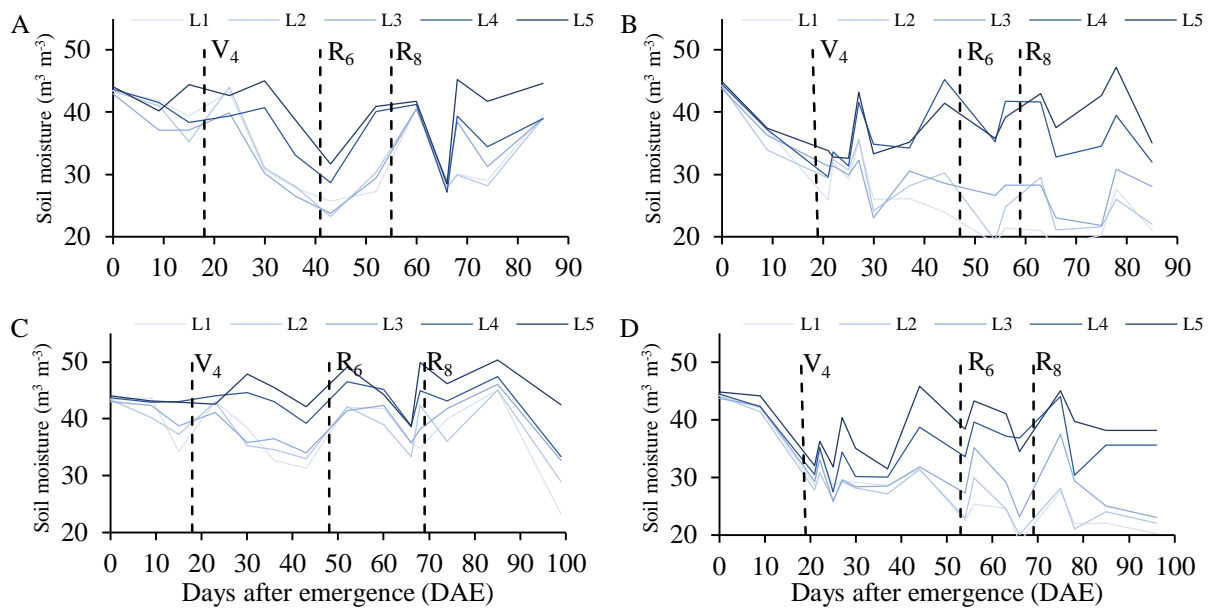 A
L1 L2 L3 L4 L5
Soil moisture (m³ m⁻³)
50
40
30
20
V₄
R₆
R₈
0 10 20 30 40 50 60 70 80 90
B
L1 L2 L3 L4 L5
Soil moisture (m³ m⁻³)
50
40
30
20
V₄
R₆
R₈
0 10 20 30 40 50 60 70 80 90
C
L1 L2 L3 L4 L5
Soil moisture (m³ m⁻³)
50
40
30
20
V₄
R₆
R₈
0 10 20 30 40 50 60 70 80 90 100
Days after emergence (DAE)
D
L1 L2 L3 L4 L5
Soil moisture (m³ m⁻³)
50
40
30
20
V₄
R₆
R₈
0 10 20 30 40 50 60 70 80 90 100
Days after emergence (DAE)